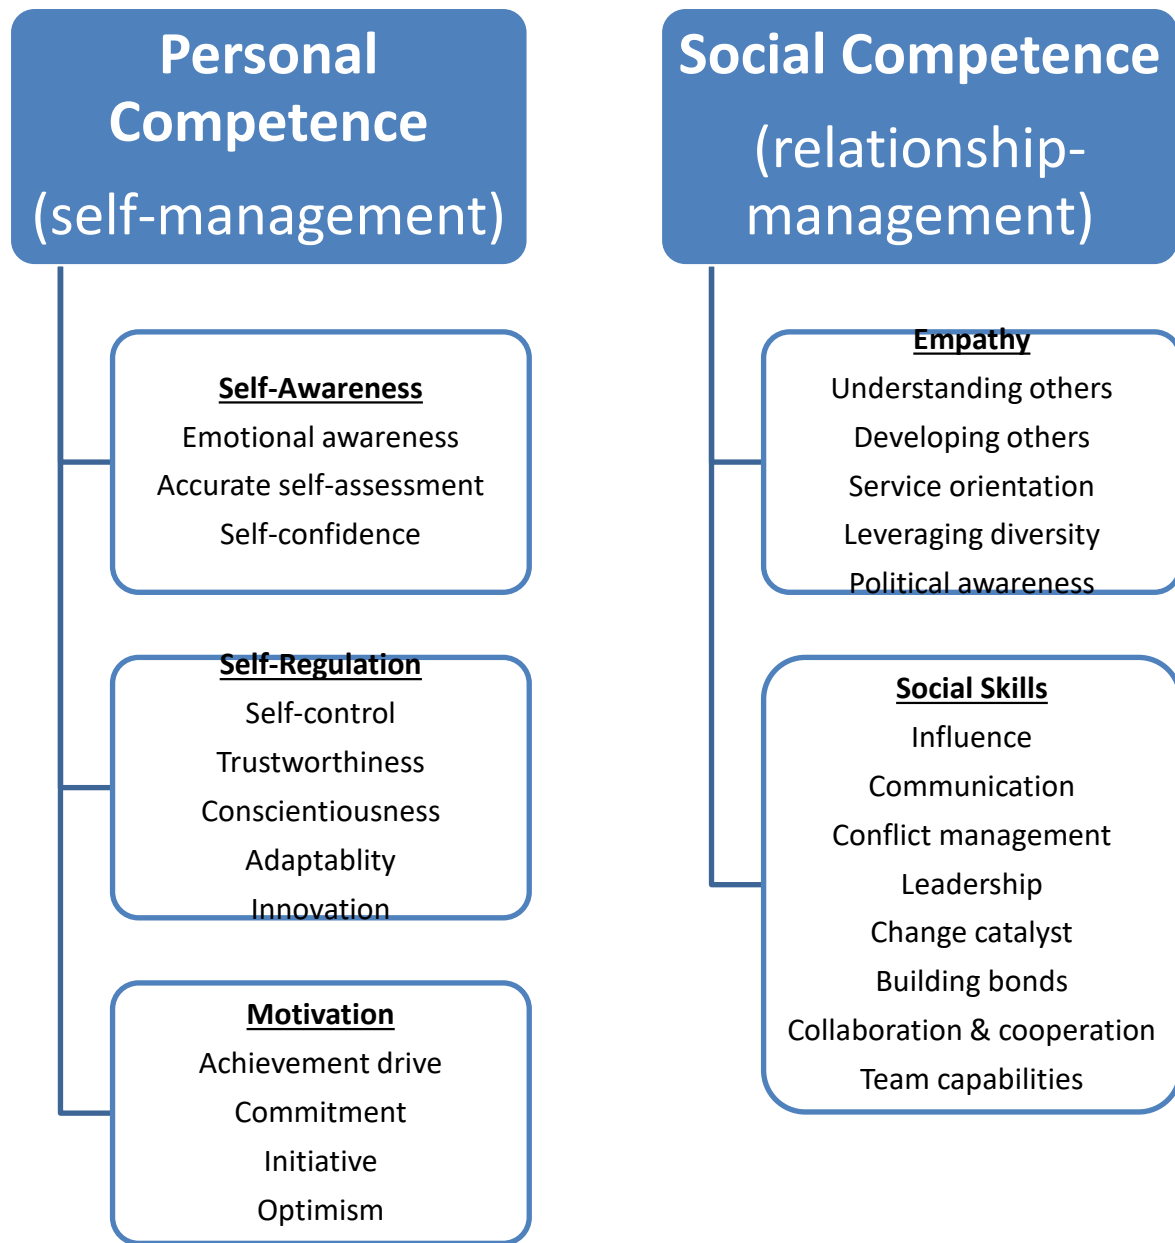 Personal
Competence
(self-management)
Self-Awareness
Emotional awareness
Accurate self-assessment
Self-confidence
Self-Regulation
Self-control
Trustworthiness
Conscientiousness
Adaptablity
Innovation
Motivation
Achievement drive
Commitment
Initiative
Optimism
Social Competence
(relationship-
management)
Empathy
Understanding others
Developing others
Service orientation
Leveraging diversity
Political awareness
Social Skills
Influence
Communication
Conflict management
Leadership
Change catalyst
Building bonds
Collaboration & cooperation
Team capabilities